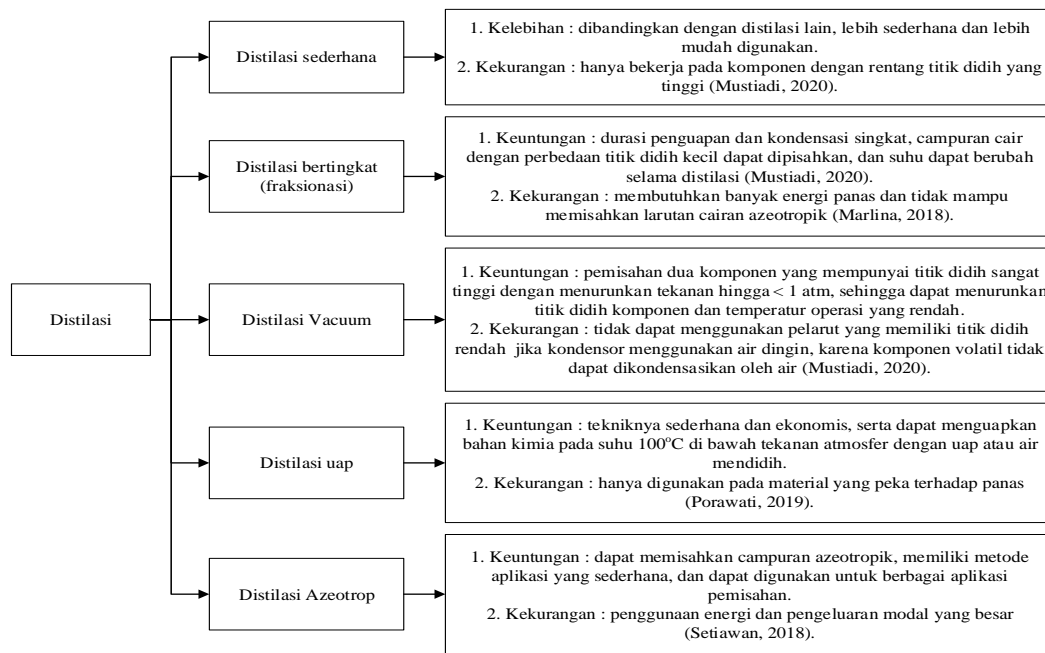 Distilasi
Distilasi sederhana
1. Kelebihan : dibandingkan dengan distilasi lain, lebih sederhana dan lebih
mudah digunakan.
2. Kekurangan : hanya bekerja pada komponen dengan rentang titik didih yang
tinggi (Mustiadi, 2020).
Distilasi bertingkat
(fraksionasi)
1. Keuntungan : durasi penguapan dan kondensasi singkat, campuran cair
dengan perbedaan titik didih kecil dapat dipisahkan, dan suhu dapat berubah
selama distilasi (Mustiadi, 2020).
2. Kekurangan : membutuhkan banyak energi panas dan tidak mampu
memisahkan larutan cairan azeotropik (Marlina, 2018).
Distilasi Vacuum
1. Keuntungan : pemisahan dua komponen yang mempunyai titik didih sangat
tinggi dengan menurunkan tekanan hingga < 1 atm, sehingga dapat menurunkan
titik didih komponen dan temperatur operasi yang rendah.
2. Kekurangan : tidak dapat menggunakan pelarut yang memiliki titik didih
rendah jika kondensor menggunakan air dingin, karena komponen volatil tidak
dapat dikondensasikan oleh air (Mustiadi, 2020).
Distilasi uap
1. Keuntungan : tekniknya sederhana dan ekonomis, serta dapat menguapkan
bahan kimia pada suhu 100°C di bawah tekanan atmosfer dengan uap atau air
mendidih.
2. Kekurangan : hanya digunakan pada material yang peka terhadap panas
(Porawati, 2019).
Distilasi Azeotrop
1. Keuntungan : dapat memisahkan campuran azeotropik, memiliki metode
aplikasi yang sederhana, dan dapat digunakan untuk berbagai aplikasi
pemisahan.
2. Kekurangan : penggunaan energi dan pengeluaran modal yang besar
(Setiawan, 2018).